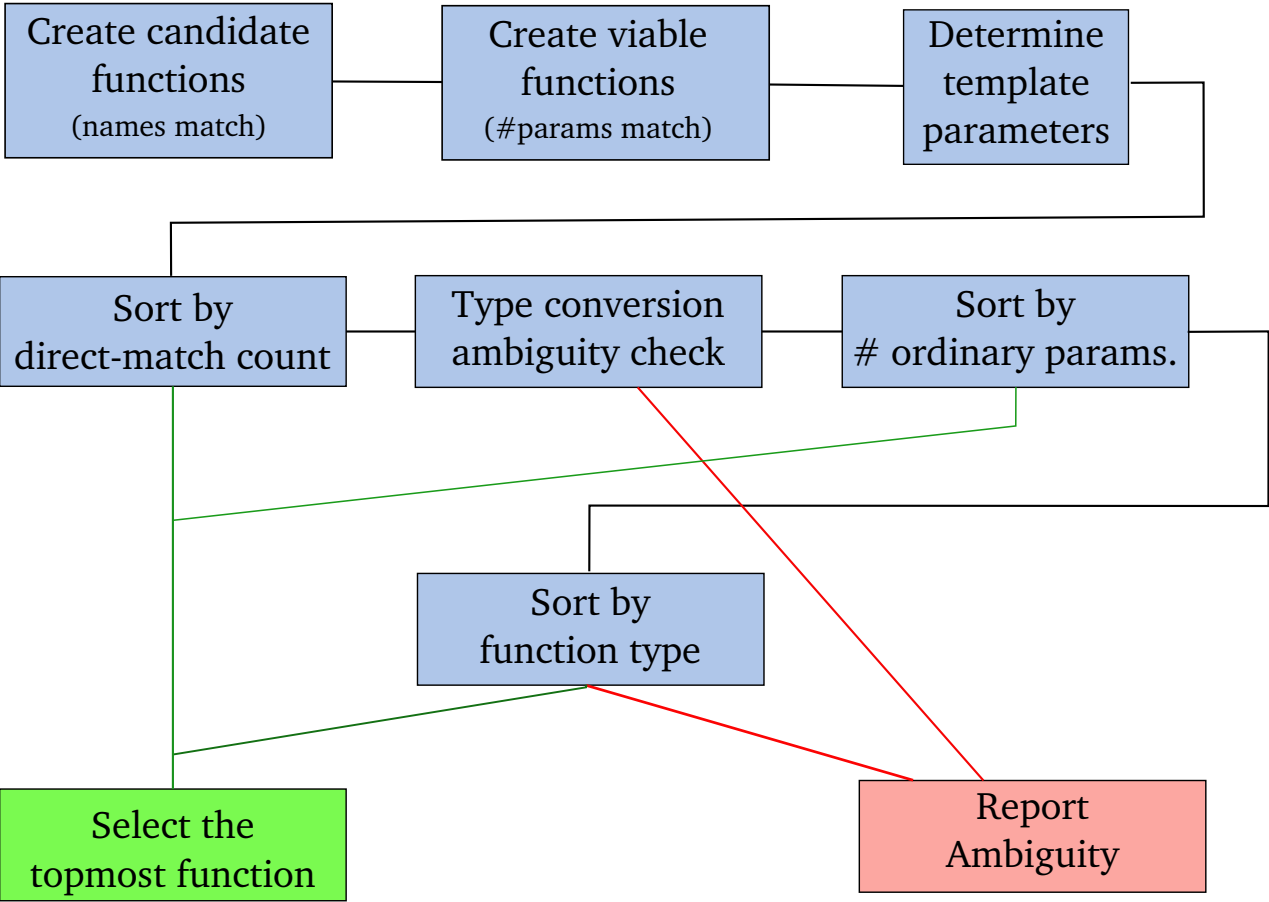 Create candidate
functions
(names match)
Create viable
functions
(#params match)
Determine
template
parameters
Sort by
direct-match count
Type conversion
ambiguity check
Sort by
# ordinary params.
Sort by
function type
Select the
topmost function
Report
Ambiguity